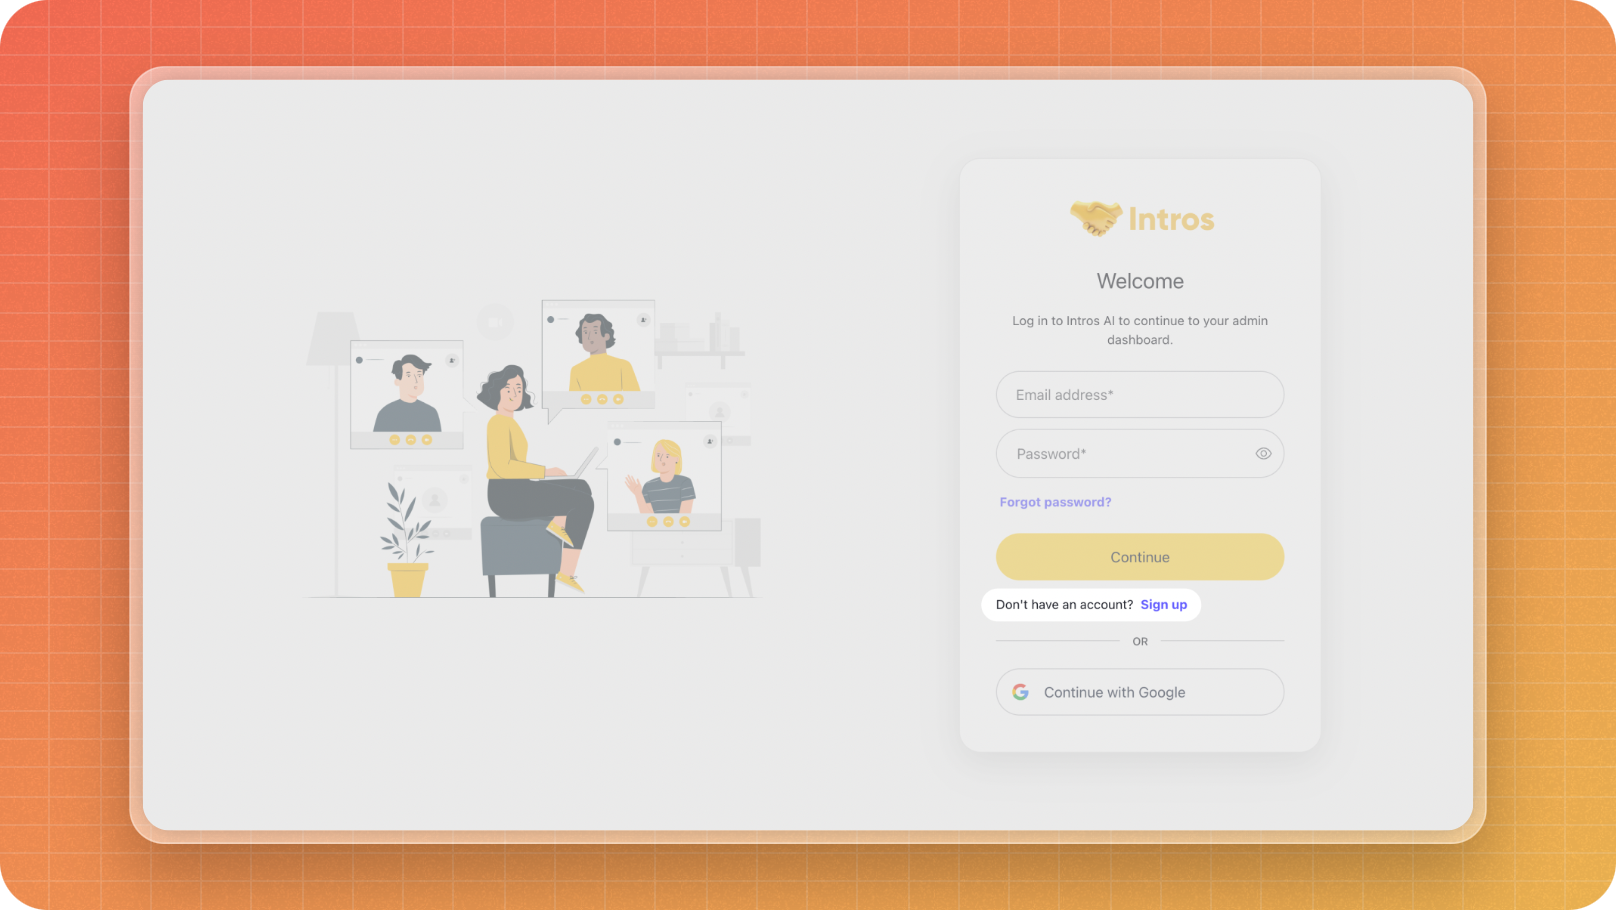 Intros
Welcome
Log in to Intros AI to continue to your admin
dashboard.
Email address*
Password*
Forgot password?
Continue
Don't have an account? Sign up
OR
Continue with Google